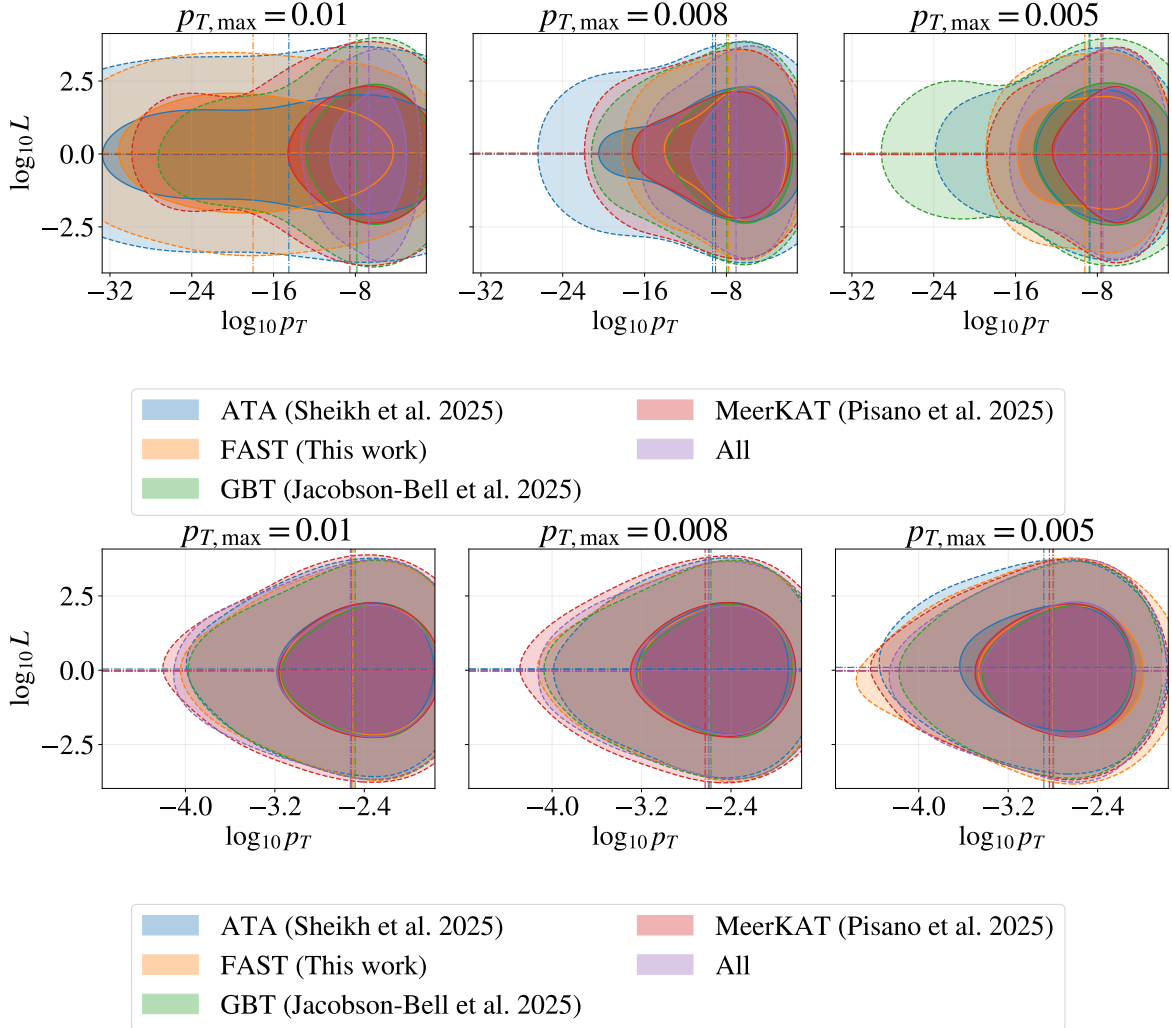 p_{T, max} = 0.01 p_{T, max} = 0.008 p_{T, max} = 0.005
2.5
0.0
−2.5
log₁₀ L
−32 −24 −16 −8 −32 −24 −16 −8 −32 −24 −16 −8
log₁₀ p_T log₁₀ p_T log₁₀ p_T
ATA (Sheikh et al. 2025) MeerKAT (Pisano et al. 2025)
FAST (This work) All
GBT (Jacobson-Bell et al. 2025)
p_{T, max} = 0.01 p_{T, max} = 0.008 p_{T, max} = 0.005
2.5
0.0
−2.5
log₁₀ L
−4.0 −3.2 −2.4 −4.0 −3.2 −2.4 −4.0 −3.2 −2.4
log₁₀ p_T log₁₀ p_T log₁₀ p_T
ATA (Sheikh et al. 2025) MeerKAT (Pisano et al. 2025)
FAST (This work) All
GBT (Jacobson-Bell et al. 2025)